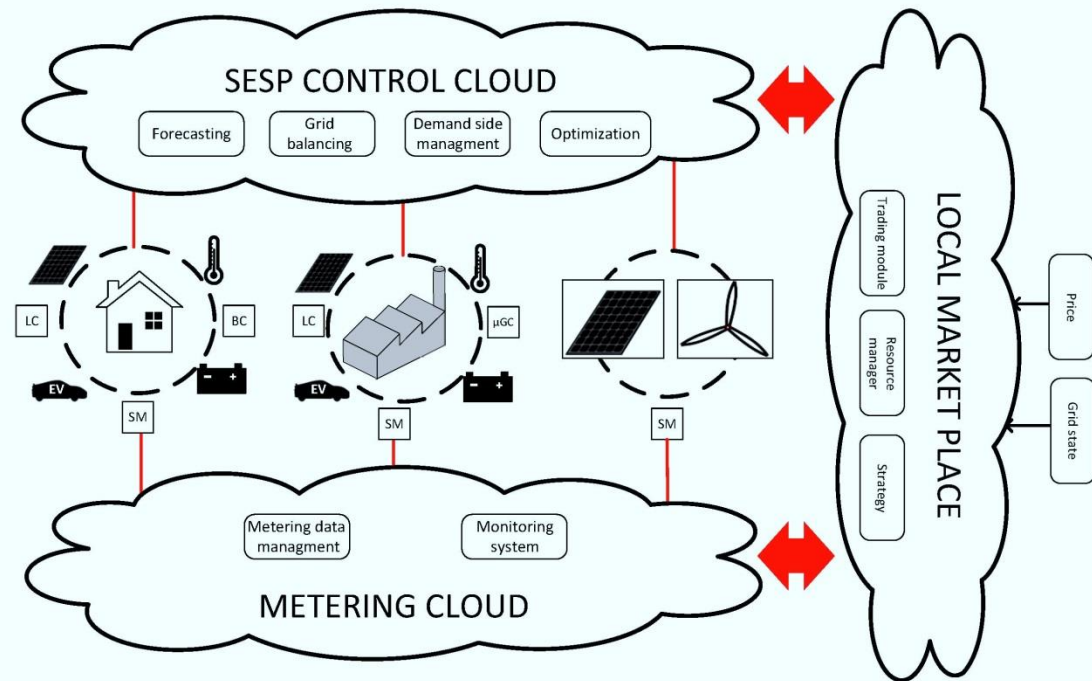 SESP CONTROL CLOUD
Forecasting
Grid
balancing
Demand side
managment
Optimization
LC
BC
EV
SM
LC
µGC
EV
SM
SM
Metering data
managment
Monitoring
system
METERING CLOUD
LOCAL MARKET PLACE
Trading module
Resource
manager
Strategy
Price
Grid state